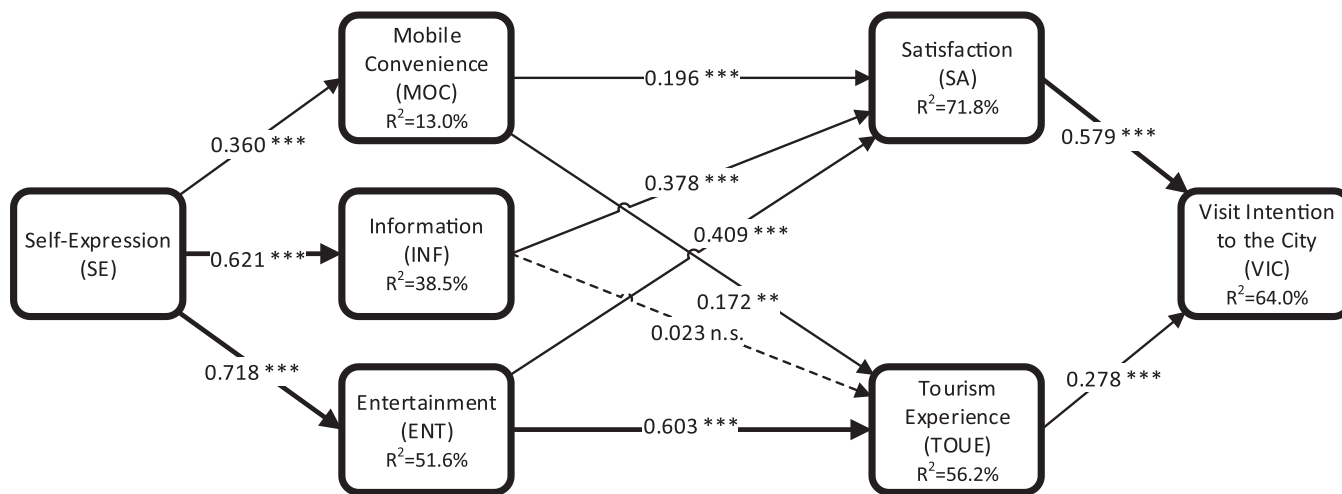 Mobile
Convenience
(MOC)
R²=13.0%
Satisfaction
(SA)
R²=71.8%
0.196 ***
0.360 ***
0.579 ***
0.378 ***
Self-Expression
(SE)
Information
(INF)
R²=38.5%
Visit Intention
to the City
(VIC)
R²=64.0%
0.409 ***
0.621 ***
0.172 **
0.023 n.s.
0.718 ***
0.278 ***
Entertainment
(ENT)
R²=51.6%
Tourism
Experience
(TOUE)
R²=56.2%
0.603 ***